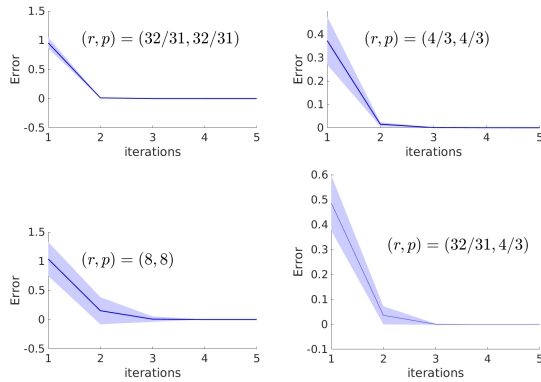 1.5
1
0.5
0
-0.5
Error
(r, p) = (32/31, 32/31)
1 2 3 4 5
iterations
0.4
0.3
0.2
0.1
0
Error
(r, p) = (4/3, 4/3)
1 2 3 4 5
iterations
1.5
1
0.5
0
-0.5
Error
(r, p) = (8, 8)
1 2 3 4 5
iterations
0.6
0.5
0.4
0.3
0.2
0.1
0
-0.1
Error
(r, p) = (32/31, 4/3)
1 2 3 4 5
iterations